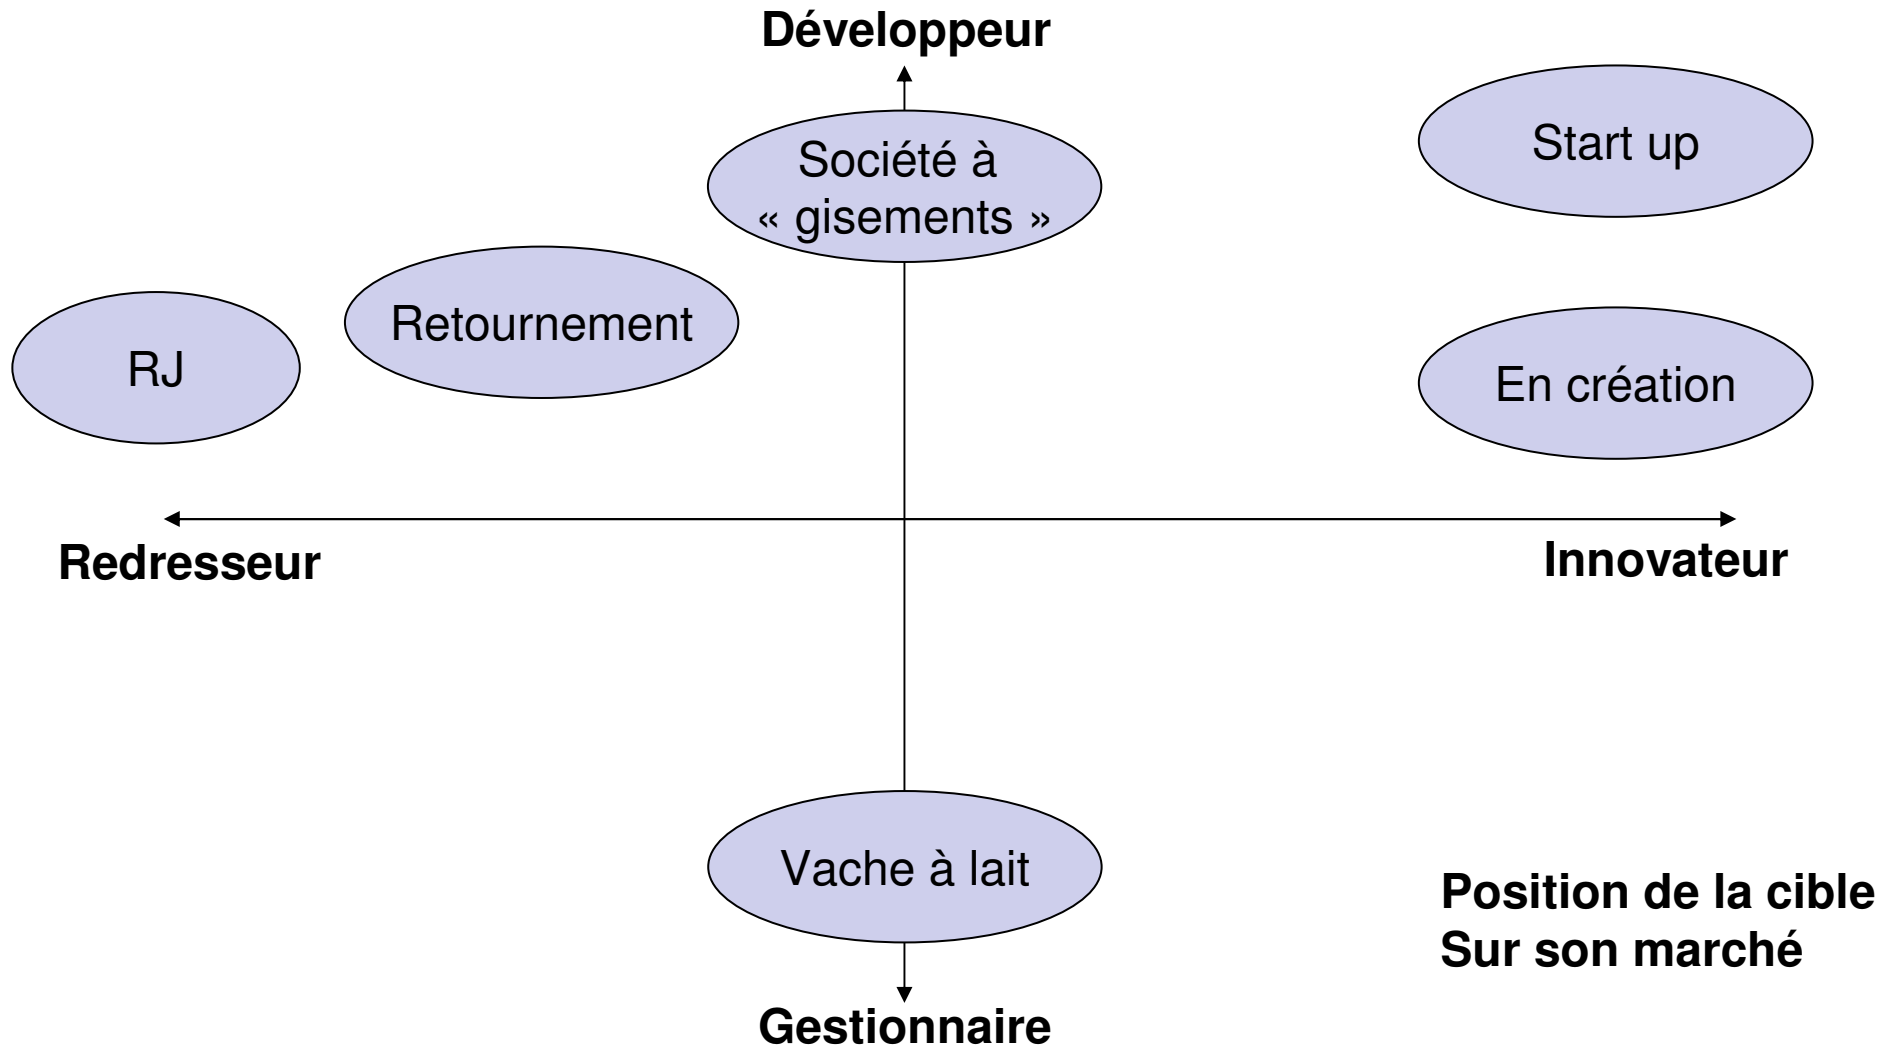 Développeur
Société à
« gisements »
Start up
Retournement
RJ
En création
Redresseur
Innovateur
Vache à lait
Position de la cible
Sur son marché
Gestionnaire